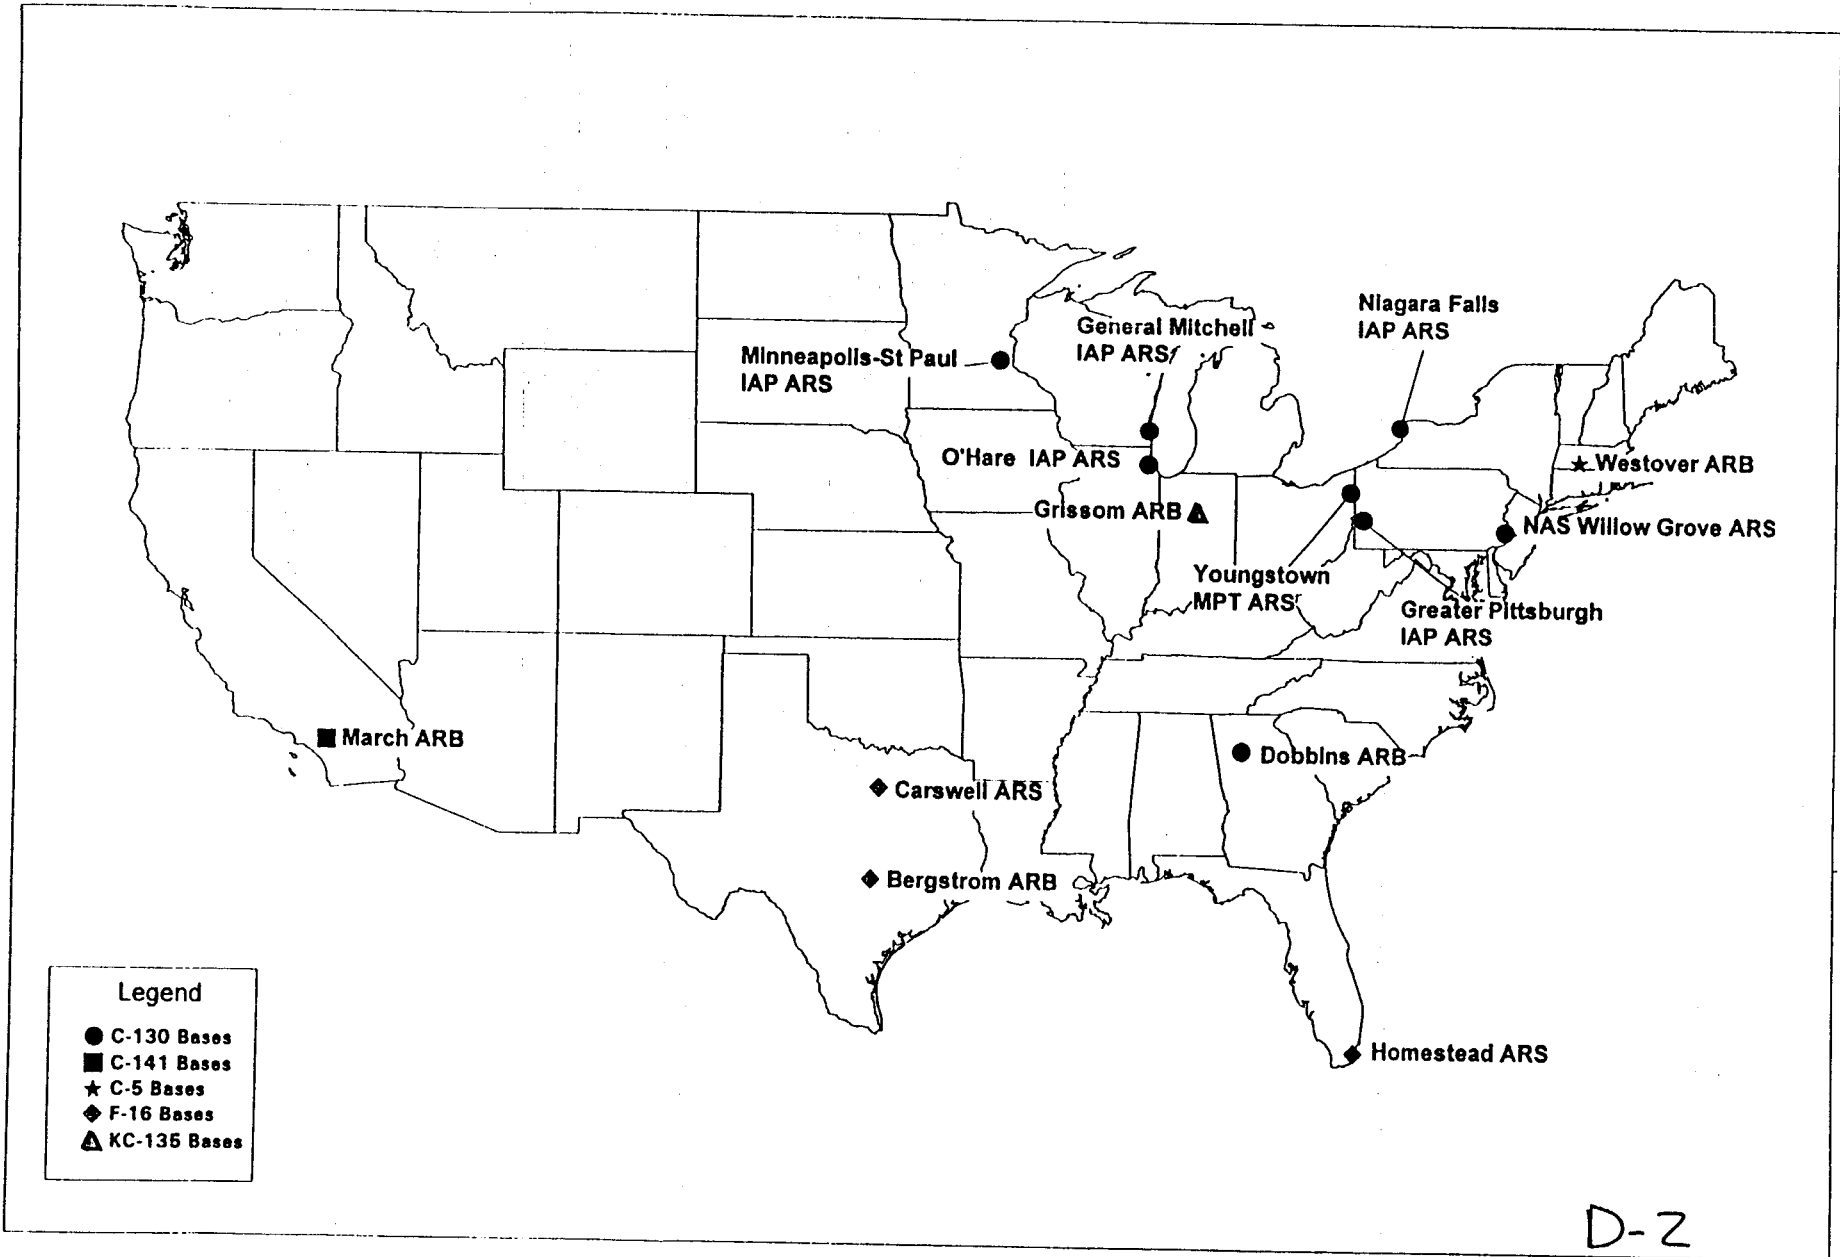 Niagara Falls
IAP ARS
General Mitchell
IAP ARS
Minneapolis-St Paul
IAP ARS
O'Hare IAP ARS
Westover ARB
Grissom ARB
NAS Willow Grove ARS
Youngstown
MPT ARS
Greater Pittsburgh
IAP ARS
March ARB
Dobbins ARB
Carswell ARS
Bergstrom ARB
Homestead ARS
Legend
C-130 Bases
C-141 Bases
C-5 Bases
F-16 Bases
KC-135 Bases
D-2